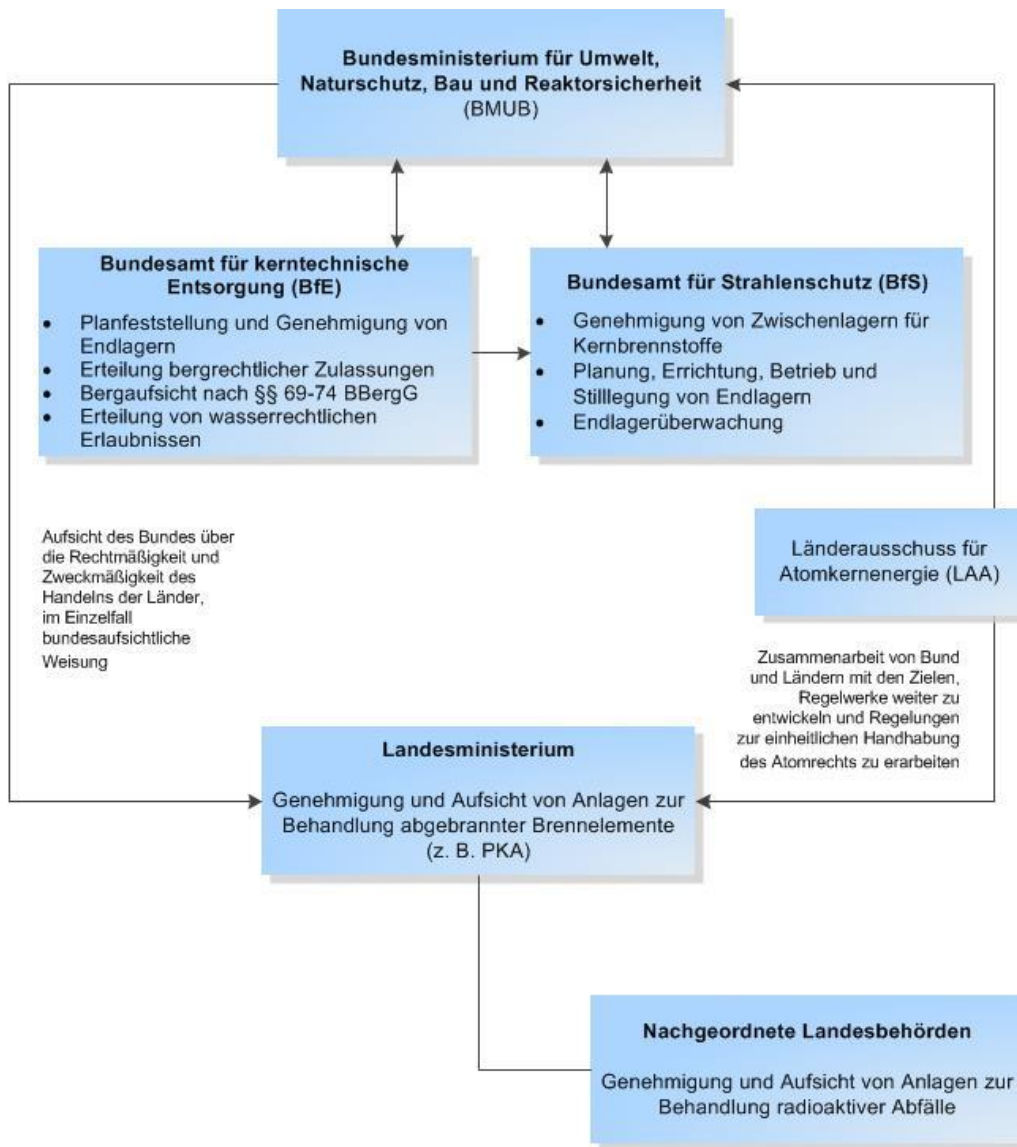 Bundesministerium für Umwelt,
Naturschutz, Bau und Reaktorsicherheit
(BMUB)
Bundesamt für kerntechnische
Entsorgung (BfE)
• Planfeststellung und Genehmigung von
Endlagern
• Erteilung bergrechtlicher Zulassungen
• Bergaufsicht nach §§ 69-74 BBergG
• Erteilung von wasserrechtlichen
Erlaubnissen
Bundesamt für Strahlenschutz (BfS)
• Genehmigung von Zwischenlagern für
Kernbrennstoffe
• Planung, Errichtung, Betrieb und
Stilllegung von Endlagern
• Endlagerüberwachung
Aufsicht des Bundes über
die Rechtmäßigkeit und
Zweckmäßigkeit des
Handelns der Länder,
im Einzelfall
bundesaufsichtliche
Weisung
Länderausschuss für
Atomkernenergie (LAA)
Zusammenarbeit von Bund
und Ländern mit den Zielen,
Regelwerke weiter zu
entwickeln und Regelungen
zur einheitlichen Handhabung
des Atomrechts zu erarbeiten
Landesministerium
Genehmigung und Aufsicht von Anlagen zur
Behandlung abgebrannter Brennelemente
(z. B. PKA)
Nachgeordnete Landesbehörden
Genehmigung und Aufsicht von Anlagen zur
Behandlung radioaktiver Abfälle